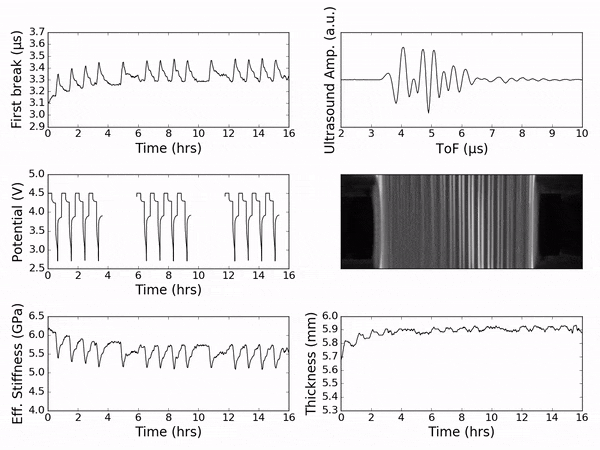 3.7
3.6
3.5
3.4
3.3
3.2
3.1
3.0
2.9
First break (μs)
0 2 4 6 8 10 12 14 16
Time (hrs)
Ultrasound Amp. (a.u.)
2 3 4 5 6 7 8 9 10
ToF (μs)
5.0
4.5
4.0
3.5
3.0
2.5
Potential (V)
0 2 4 6 8 10 12 14 16
Time (hrs)
6.5
6.0
5.5
5.0
4.5
4.0
Eff. Stiffness (GPa)
0 2 4 6 8 10 12 14 16
Time (hrs)
6.0
5.9
5.8
5.7
5.6
5.5
5.4
5.3
Thickness (mm)
0 2 4 6 8 10 12 14 16
Time (hrs)